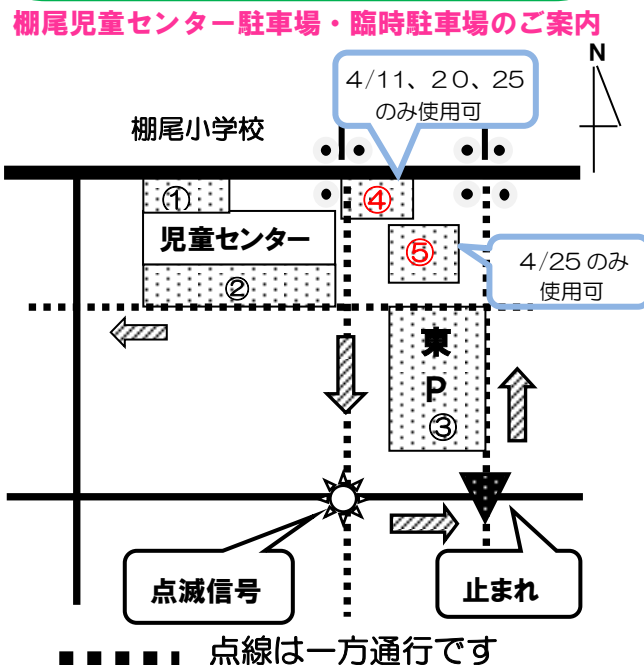 棚尾児童センター駐車場・臨時駐車場のご案内
N
4/11、20、25
のみ使用可
棚尾小学校
①
④
児童センター
⑤
4/25のみ
使用可
②
東
P
③
点滅信号
止まれ
点線は一方通行です